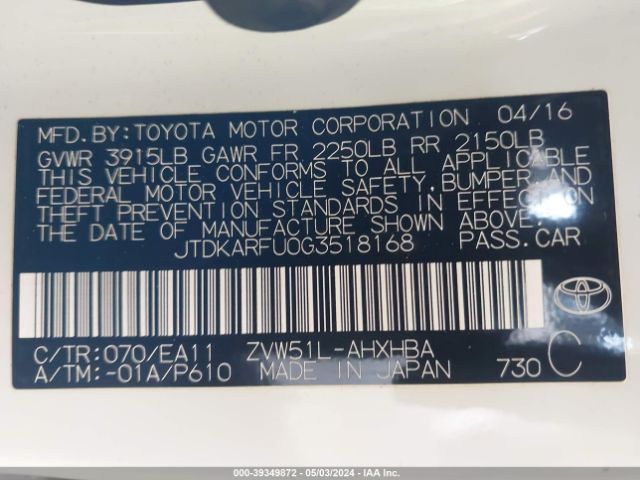 MFD. BY: TOYOTA MOTOR CORPORATION 04/16
GVWR 3915LB GAWR FR 2250LB RR 2150LB
THIS VEHICLE CONFORMS TO ALL APPLICABLE
FEDERAL MOTOR VEHICLE SAFETY, BUMPER, AND
THEFT PREVENTION STANDARDS IN EFFECT ON
THE DATE OF MANUFACTURE SHOWN ABOVE.
JTDKARFU0G3518168 PASS. CAR
C/TR: 070/EA11 ZVW51L-AHXHBA C
A/TM: -01A/P610 MADE IN JAPAN 730
000-39349872 - 05/03/2024 - IAA Inc.